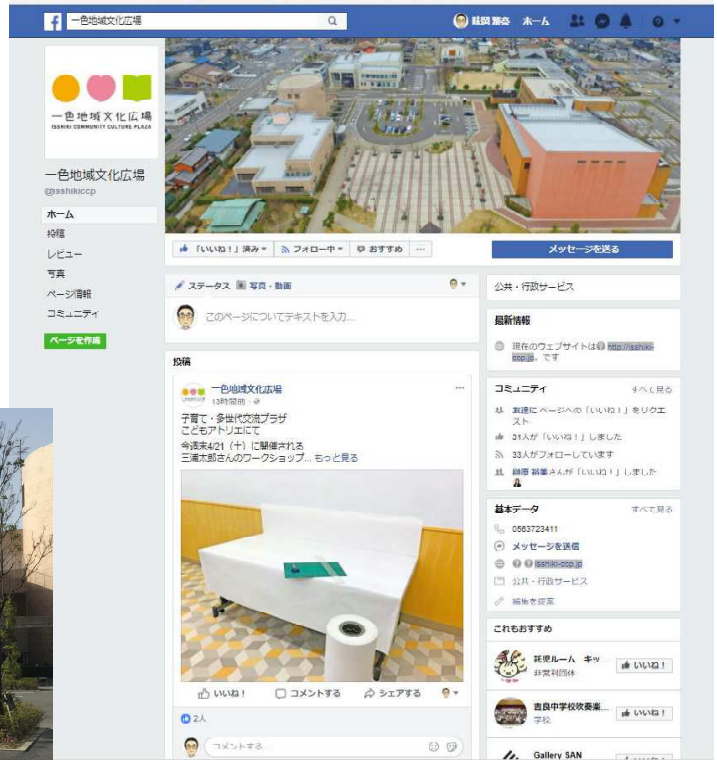 一色地域文化広場
ホーム
一色地域文化広場
ISSHIKI COMMUNITY CULTURE PLAZA
一色地域文化広場
@isshikiccp
ホーム
投稿
レビュー
写真
ページ情報
コミュニティ
ページを作成
「いいね！」済み
フォロー中
おすすめ
メッセージを送る
ステータス
写真・動画
このページについてテキストを入力...
投稿
一色地域文化広場
13時間前
子育て・多世代交流プラザ
こどもアトリエにて
今週末4/21（土）に開催される
三浦太郎さんのワークショップ... もっと見る
いいね！
コメントする
シェアする
2人
コメントする
公共・行政サービス
最新情報
現在のウェブサイトは http://isshiki-
ccp.jp。です
コミュニティ すべて見る
友達に ページへの「いいね！」をリクエ
スト
31人が「いいね！」しました
33人がフォローしています
さんが「いいね！」しました
基本データ すべて見る
0563723411
メッセージを送信
isshiki-ccp.jp
公共・行政サービス
編集を提案
これもおすすめ
託児ルーム キッ
非営利団体
いいね！
吉良中学校吹奏楽...
学校
いいね！
Gallery SAN